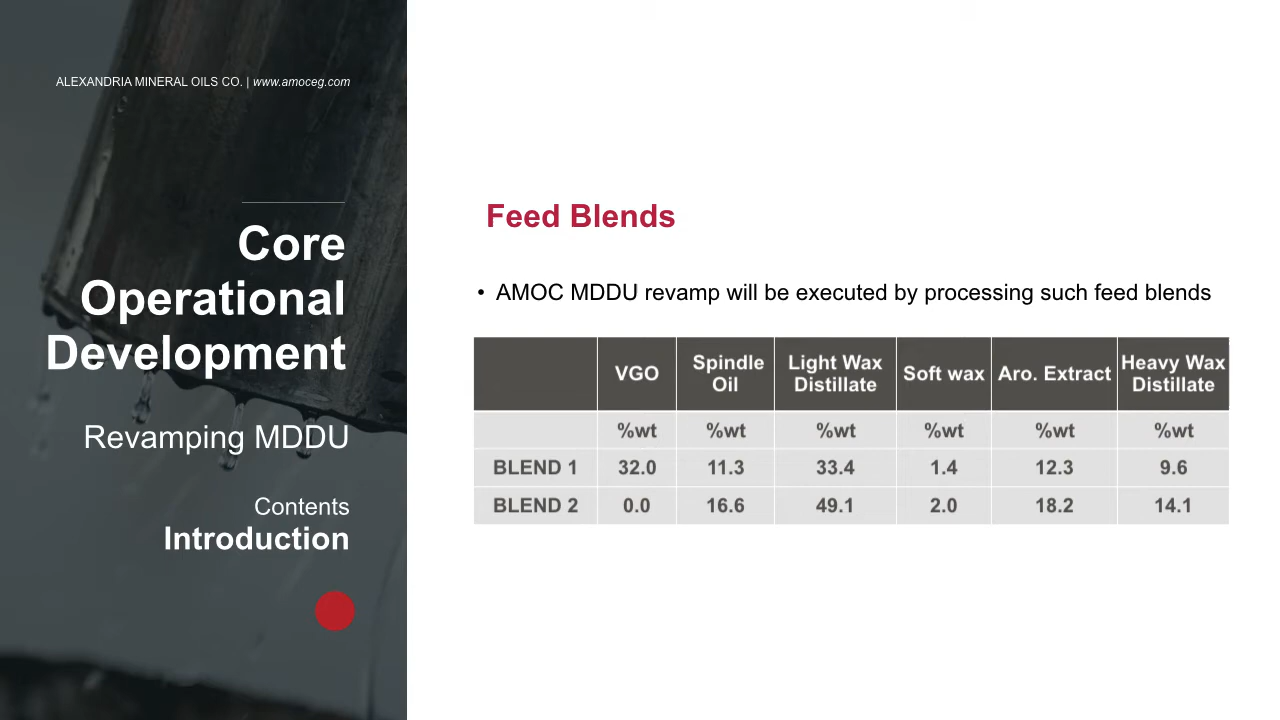 ALEXANDRIA MINERAL OILS CO. | www.amoceg.com
Core
Operational
Development
Revamping MDDU
Contents
Introduction
Feed Blends
• AMOC MDDU revamp will be executed by processing such feed blends
VGO Spindle Oil Light Wax Distillate Soft wax Aro. Extract Heavy Wax Distillate
%wt %wt %wt %wt %wt %wt
BLEND 1 32.0 11.3 33.4 1.4 12.3 9.6
BLEND 2 0.0 16.6 49.1 2.0 18.2 14.1